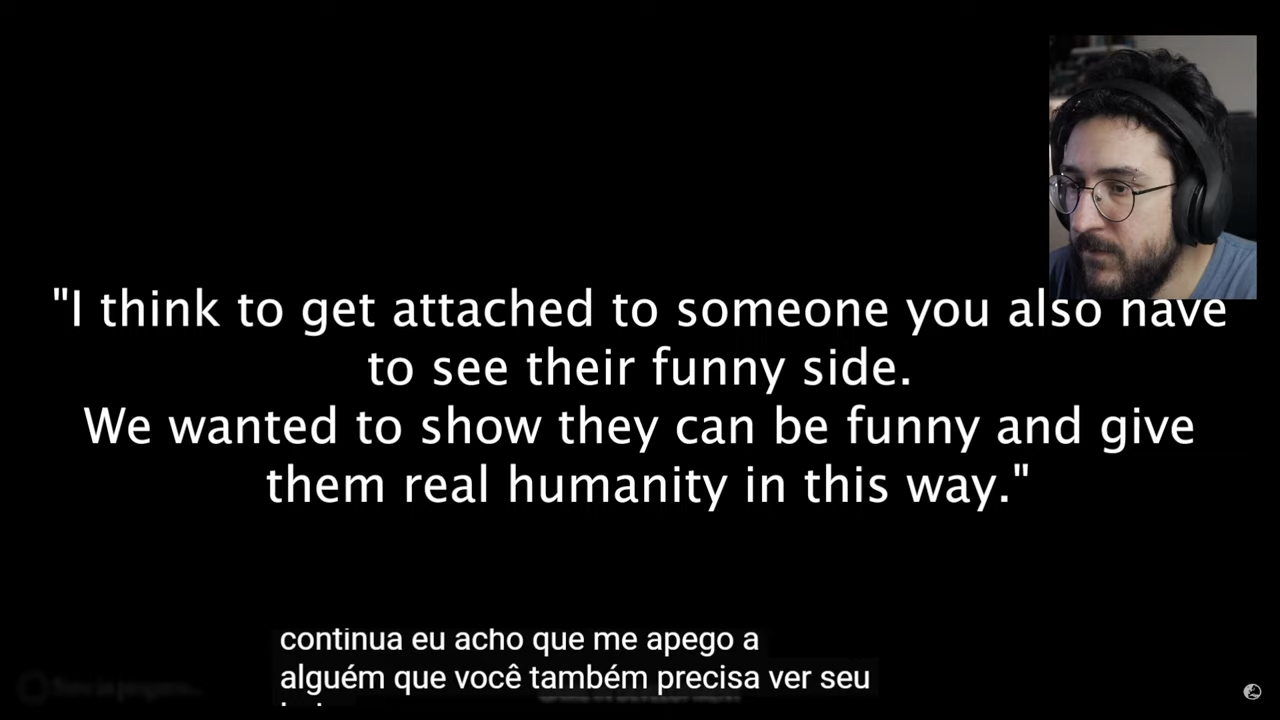 "I think to get attached to someone you also have
to see their funny side.
We wanted to show they can be funny and give
them real humanity in this way."
continua eu acho que me apego a
alguém que você também precisa ver seu